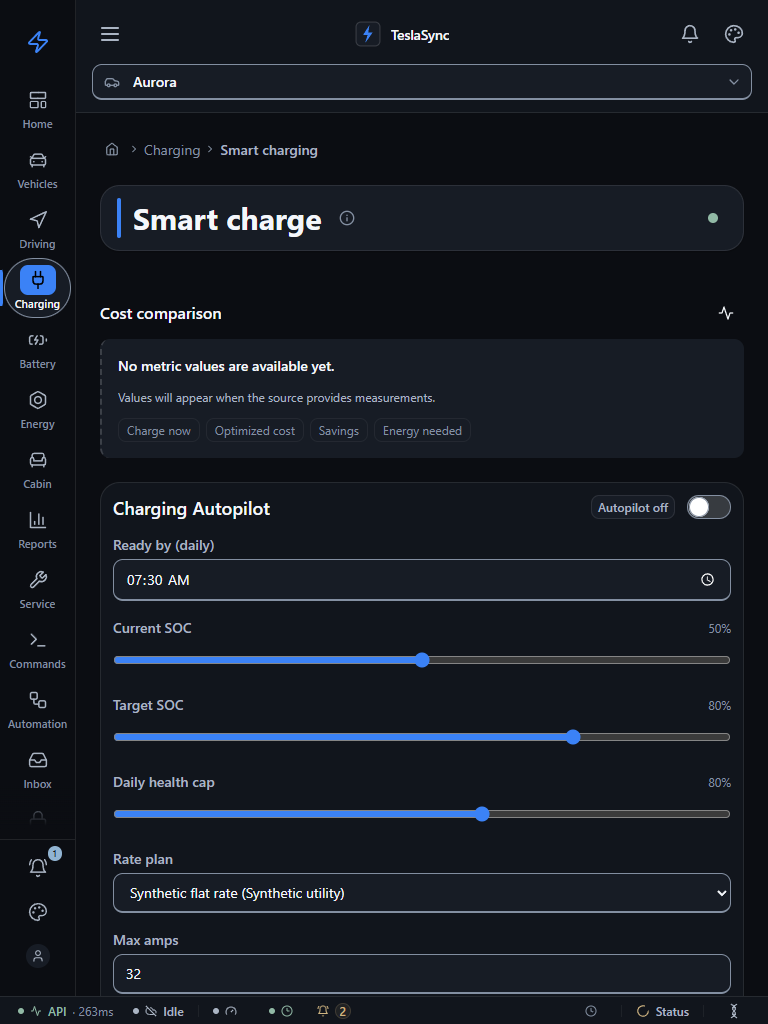 TeslaSync
Aurora
Home
Vehicles
Driving
Charging
Battery
Energy
Cabin
Reports
Service
Commands
Automation
Inbox
1
Charging
Smart charging
Smart charge
Cost comparison
No metric values are available yet.
Values will appear when the source provides measurements.
Charge now
Optimized cost
Savings
Energy needed
Charging Autopilot
Autopilot off
Ready by (daily)
07:30 AM
Current SOC
50%
Target SOC
80%
Daily health cap
80%
Rate plan
Synthetic flat rate (Synthetic utility)
Max amps
32
API · 263ms
Idle
2
Status